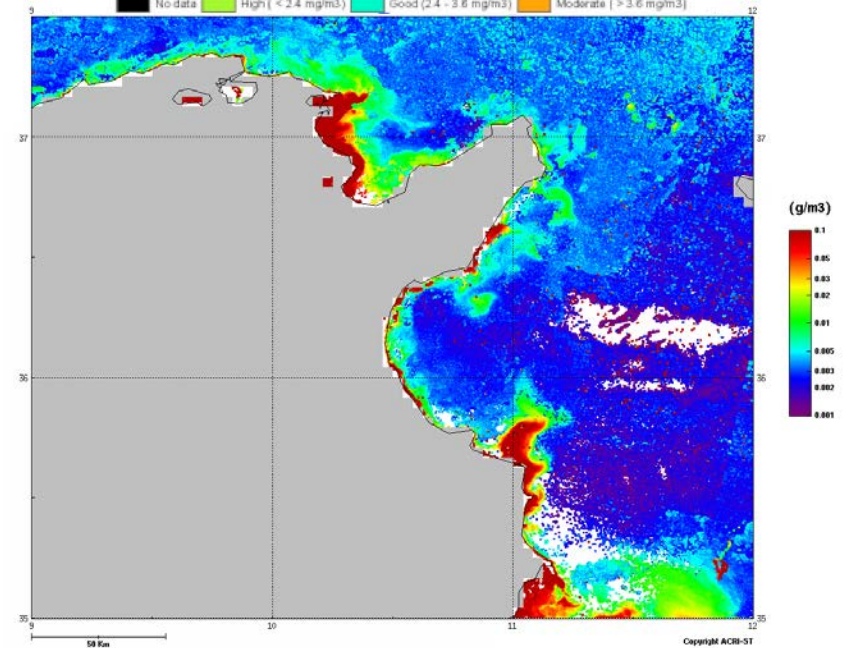 No data High ( < 2.4 mg/m3) Good (2.4 - 3.6 mg/m3) Moderate ( > 3.6 mg/m3)
12 12
37 37
(g/m3)
0.1
0.05
0.03
0.02
0.01
0.005
0.003
0.002
0.001
36 36
35 35
9 10 11 12
50 Km
Copyright ACRI-ST